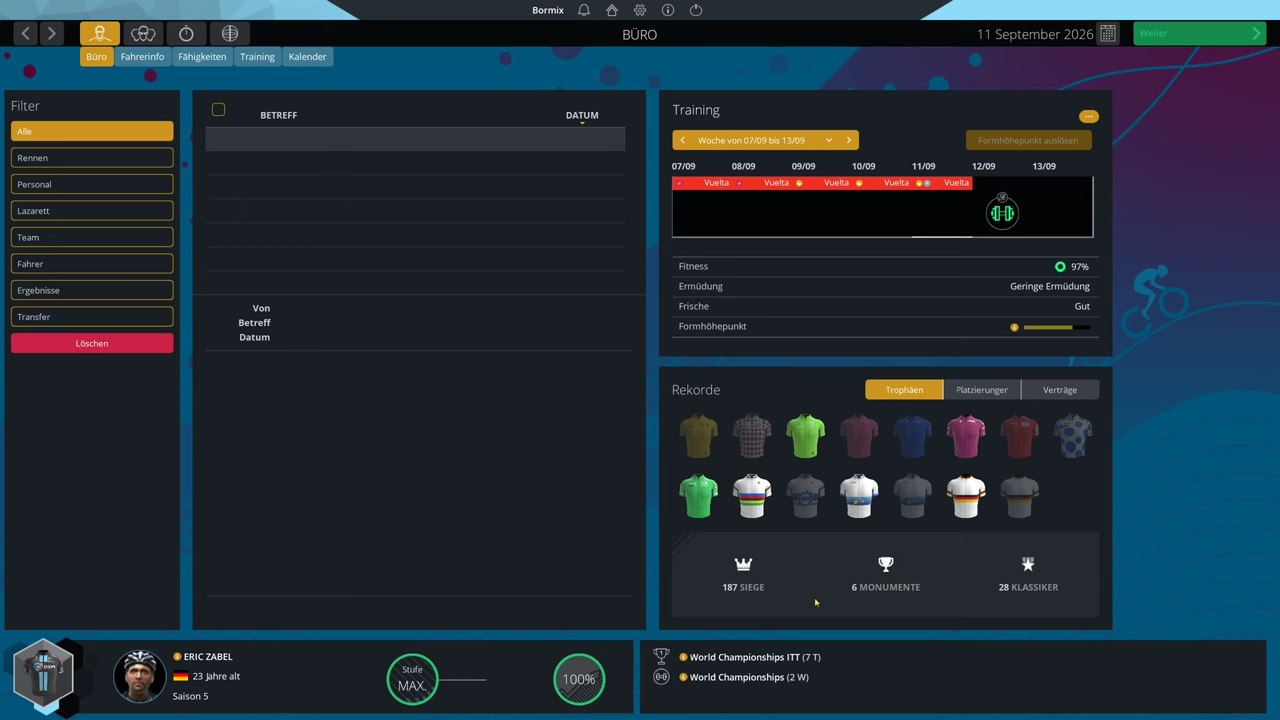 Bormix
BÜRO
11 September 2026
Weiter
Büro
Fahrerinfo
Fähigkeiten
Training
Kalender
Filter
Alle
Rennen
Personal
Lazarett
Team
Fahrer
Ergebnisse
Transfer
Löschen
BETREFF
DATUM
Von
Betreff
Datum
Training
Woche von 07/09 bis 13/09
Formhöhepunkt auslösen
07/09 08/09 09/09 10/09 11/09 12/09 13/09
Vuelta Vuelta Vuelta Vuelta Vuelta
Fitness 97%
Ermüdung Geringe Ermüdung
Frische Gut
Formhöhepunkt
Rekorde
Trophäen
Platzierunger
Verträge
187 SIEGE
6 MONUMENTE
28 KLASSIKER
DSM
ERIC ZABEL
23 Jahre alt
Saison 5
Stufe
MAX.
100%
World Championships ITT (7 T)
World Championships (2 W)